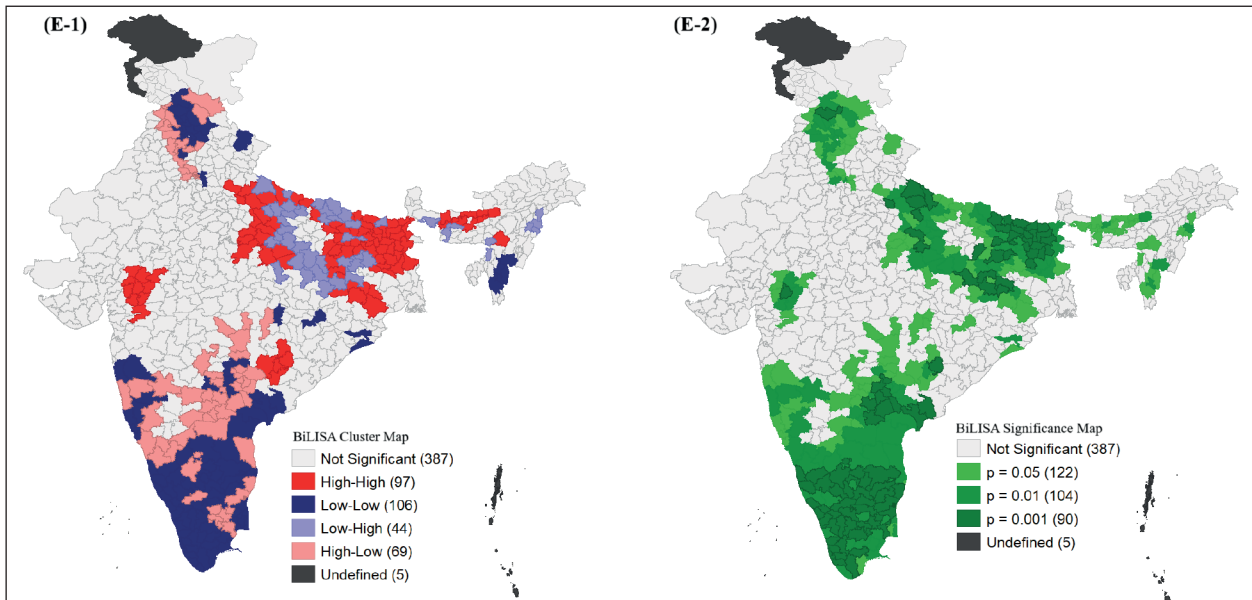 (E-1)
BiLISA Cluster Map
Not Significant (387)
High-High (97)
Low-Low (106)
Low-High (44)
High-Low (69)
Undefined (5)
(E-2)
BiLISA Significance Map
Not Significant (387)
p = 0.05 (122)
p = 0.01 (104)
p = 0.001 (90)
Undefined (5)